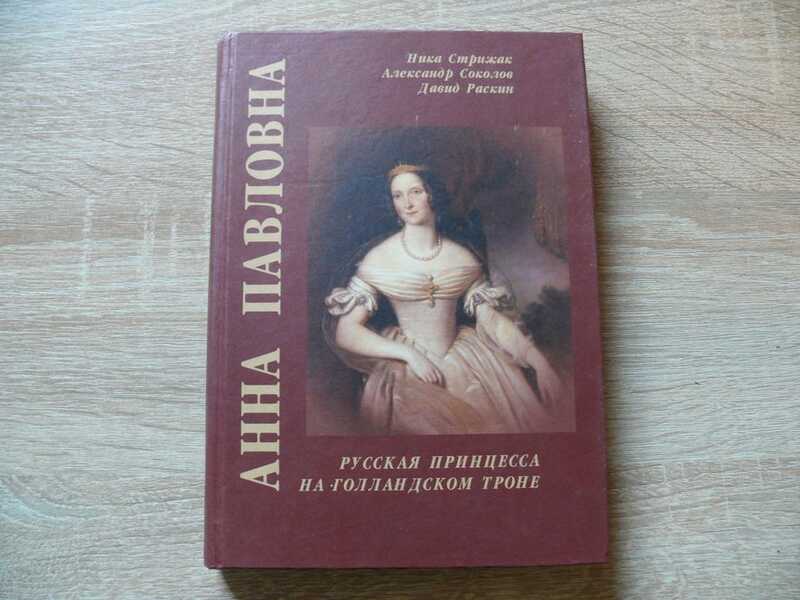 Ника Стрижак
Александр Соколов
Давид Раскин
АННА ПАВЛОВНА
РУССКАЯ ПРИНЦЕССА
НА ГОЛЛАНДСКОМ ТРОНЕ